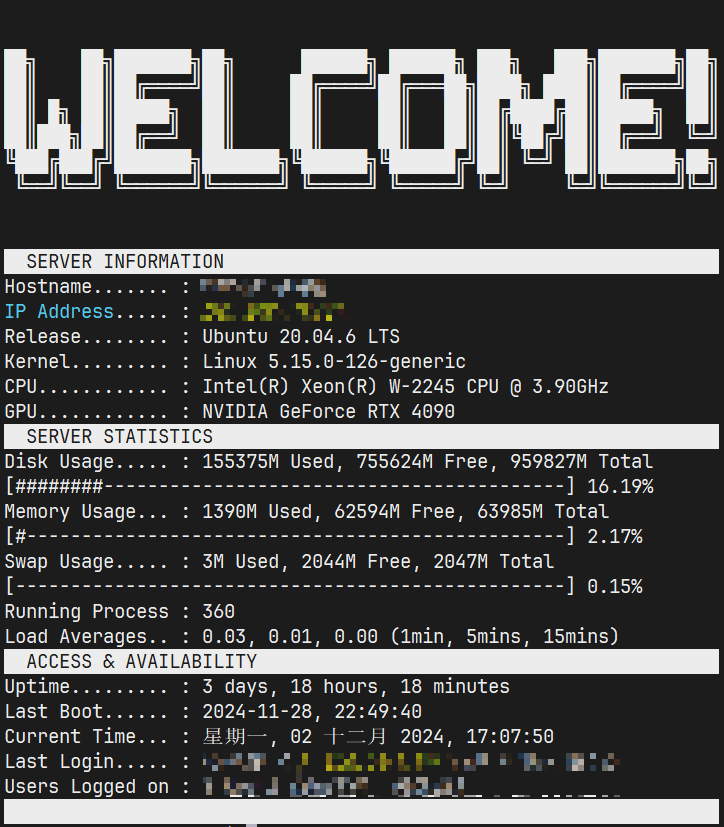 WELCOME!
SERVER INFORMATION
Hostname....... :
IP Address..... :
Release........ : Ubuntu 20.04.6 LTS
Kernel......... : Linux 5.15.0-126-generic
CPU............ : Intel(R) Xeon(R) W-2245 CPU @ 3.90GHz
GPU............ : NVIDIA GeForce RTX 4090
SERVER STATISTICS
Disk Usage..... : 155375M Used, 755624M Free, 959827M Total
[########------------------------------------------] 16.19%
Memory Usage... : 1390M Used, 62594M Free, 63985M Total
[#-------------------------------------------------] 2.17%
Swap Usage..... : 3M Used, 2044M Free, 2047M Total
[--------------------------------------------------] 0.15%
Running Process : 360
Load Averages.. : 0.03, 0.01, 0.00 (1min, 5mins, 15mins)
ACCESS & AVAILABILITY
Uptime......... : 3 days, 18 hours, 18 minutes
Last Boot...... : 2024-11-28, 22:49:40
Current Time... : 星期一, 02 十二月 2024, 17:07:50
Last Login..... :
Users Logged on :